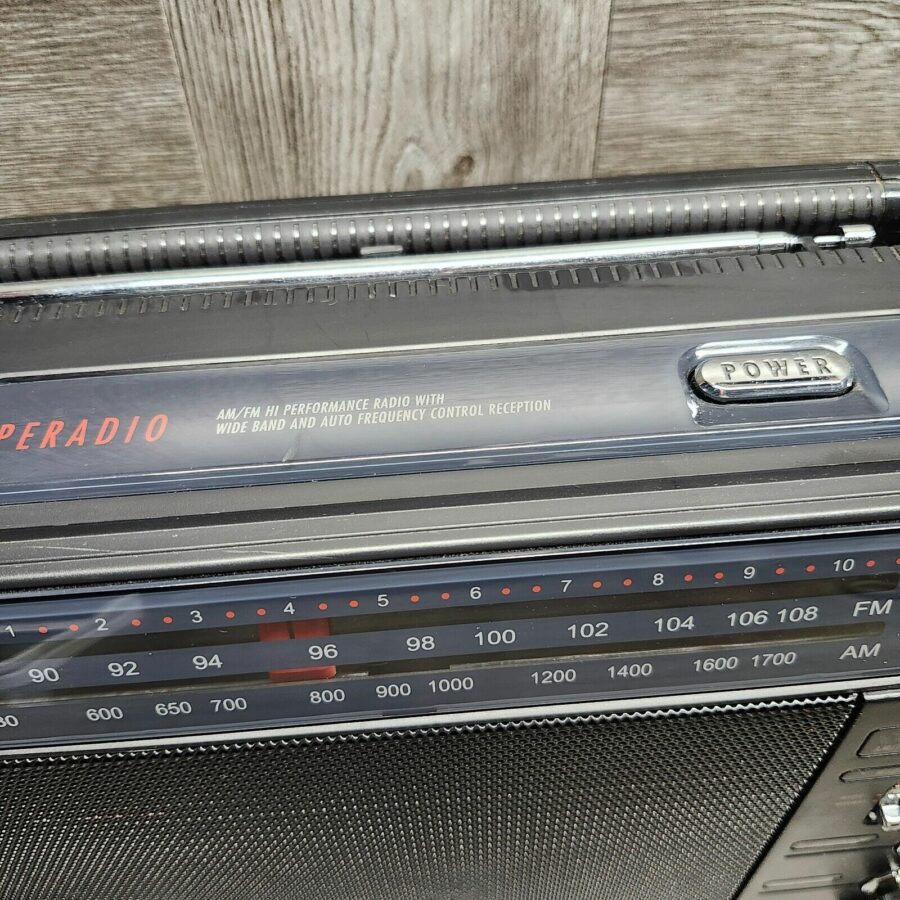 POWER
PERADIO
AM/FM HI PERFORMANCE RADIO WITH
WIDE BAND AND AUTO FREQUENCY CONTROL RECEPTION
1 2 3 4 5 6 7 8 9 10
90 92 94 96 98 100 102 104 106 108 FM
30 600 650 700 800 900 1000 1200 1400 1600 1700 AM